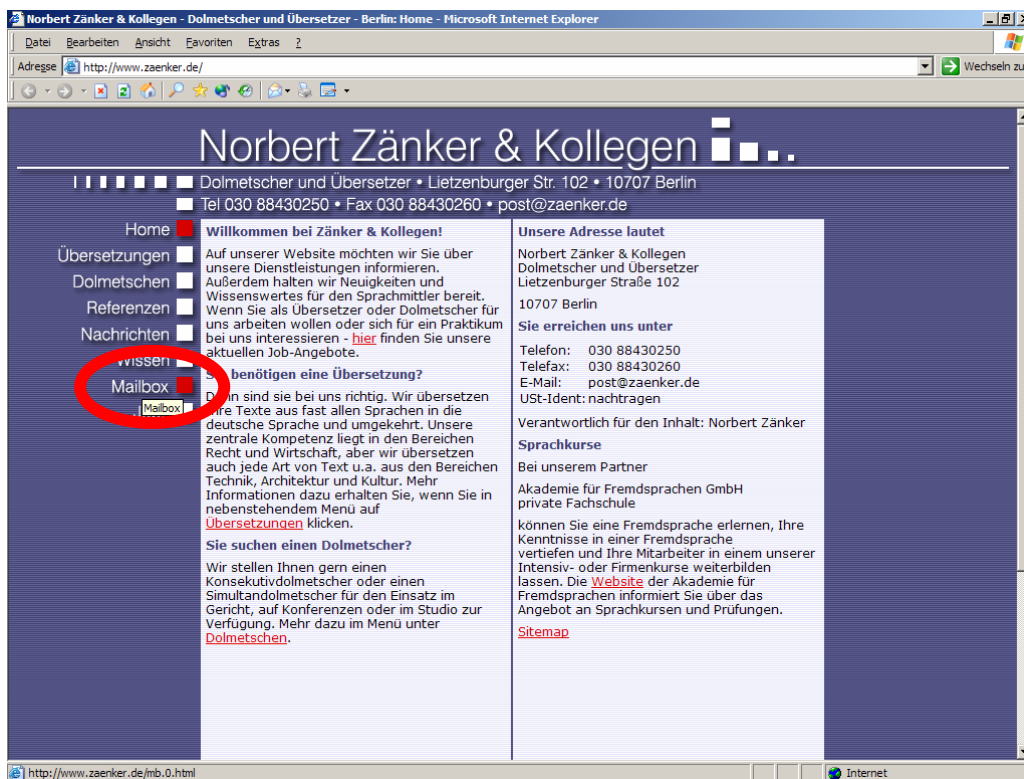 Norbert Zänker & Kollegen - Dolmetscher und Übersetzer - Berlin: Home - Microsoft Internet Explorer
Datei Bearbeiten Ansicht Favoriten Extras ?
Adresse http://www.zaenker.de/ Wechseln zu
Norbert Zänker & Kollegen
Dolmetscher und Übersetzer • Lietzenburger Str. 102 • 10707 Berlin
Tel 030 88430250 • Fax 030 88430260 • post@zaenker.de
Home
Übersetzungen
Dolmetschen
Referenzen
Nachrichten
Wissen
Mailbox
Mailbox
Willkommen bei Zänker & Kollegen!
Auf unserer Website möchten wir Sie über
unsere Dienstleistungen informieren.
Außerdem halten wir Neuigkeiten und
Wissenswertes für den Sprachmittler bereit.
Wenn Sie als Übersetzer oder Dolmetscher für
uns arbeiten wollen oder sich für ein Praktikum
bei uns interessieren - hier finden Sie unsere
aktuellen Job-Angebote.
benötigen eine Übersetzung?
sind sie bei uns richtig. Wir übersetzen
Texte aus fast allen Sprachen in die
deutsche Sprache und umgekehrt. Unsere
zentrale Kompetenz liegt in den Bereichen
Recht und Wirtschaft, aber wir übersetzen
auch jede Art von Text u.a. aus den Bereichen
Technik, Architektur und Kultur. Mehr
Informationen dazu erhalten Sie, wenn Sie in
nebenstehendem Menü auf
Übersetzungen klicken.
Sie suchen einen Dolmetscher?
Wir stellen Ihnen gern einen
Konsekutivdolmetscher oder einen
Simultandolmetscher für den Einsatz im
Gericht, auf Konferenzen oder im Studio zur
Verfügung. Mehr dazu im Menü unter
Dolmetschen.
Unsere Adresse lautet
Norbert Zänker & Kollegen
Dolmetscher und Übersetzer
Lietzenburger Straße 102
10707 Berlin
Sie erreichen uns unter
Telefon: 030 88430250
Telefax: 030 88430260
E-Mail: post@zaenker.de
USt-Ident: nachtragen
Verantwortlich für den Inhalt: Norbert Zänker
Sprachkurse
Bei unserem Partner
Akademie für Fremdsprachen GmbH
private Fachschule
können Sie eine Fremdsprache erlernen, Ihre
Kenntnisse in einer Fremdsprache
vertiefen und Ihre Mitarbeiter in einem unserer
Intensiv- oder Firmenkurse weiterbilden
lassen. Die Website der Akademie für
Fremdsprachen informiert Sie über das
Angebot an Sprachkursen und Prüfungen.
Sitemap
http://www.zaenker.de/mb.0.html Internet